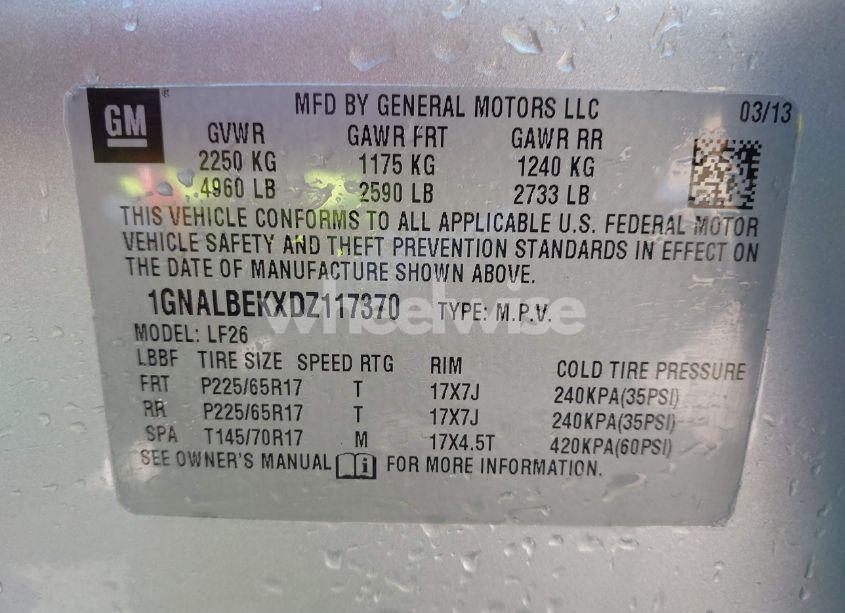 GM
MFD BY GENERAL MOTORS LLC 03/13
GVWR GAWR FRT GAWR RR
2250 KG 1175 KG 1240 KG
4960 LB 2590 LB 2733 LB
THIS VEHICLE CONFORMS TO ALL APPLICABLE U.S. FEDERAL MOTOR
VEHICLE SAFETY AND THEFT PREVENTION STANDARDS IN EFFECT ON
THE DATE OF MANUFACTURE SHOWN ABOVE.
1GNALBEKXDZ117370 TYPE: M.P.V.
wheelwise
MODEL: LF26
LBBF TIRE SIZE SPEED RTG RIM COLD TIRE PRESSURE
FRT P225/65R17 T 17X7J 240KPA(35PSI)
RR P225/65R17 T 17X7J 240KPA(35PSI)
SPA T145/70R17 M 17X4.5T 420KPA(60PSI)
SEE OWNER'S MANUAL i FOR MORE INFORMATION.